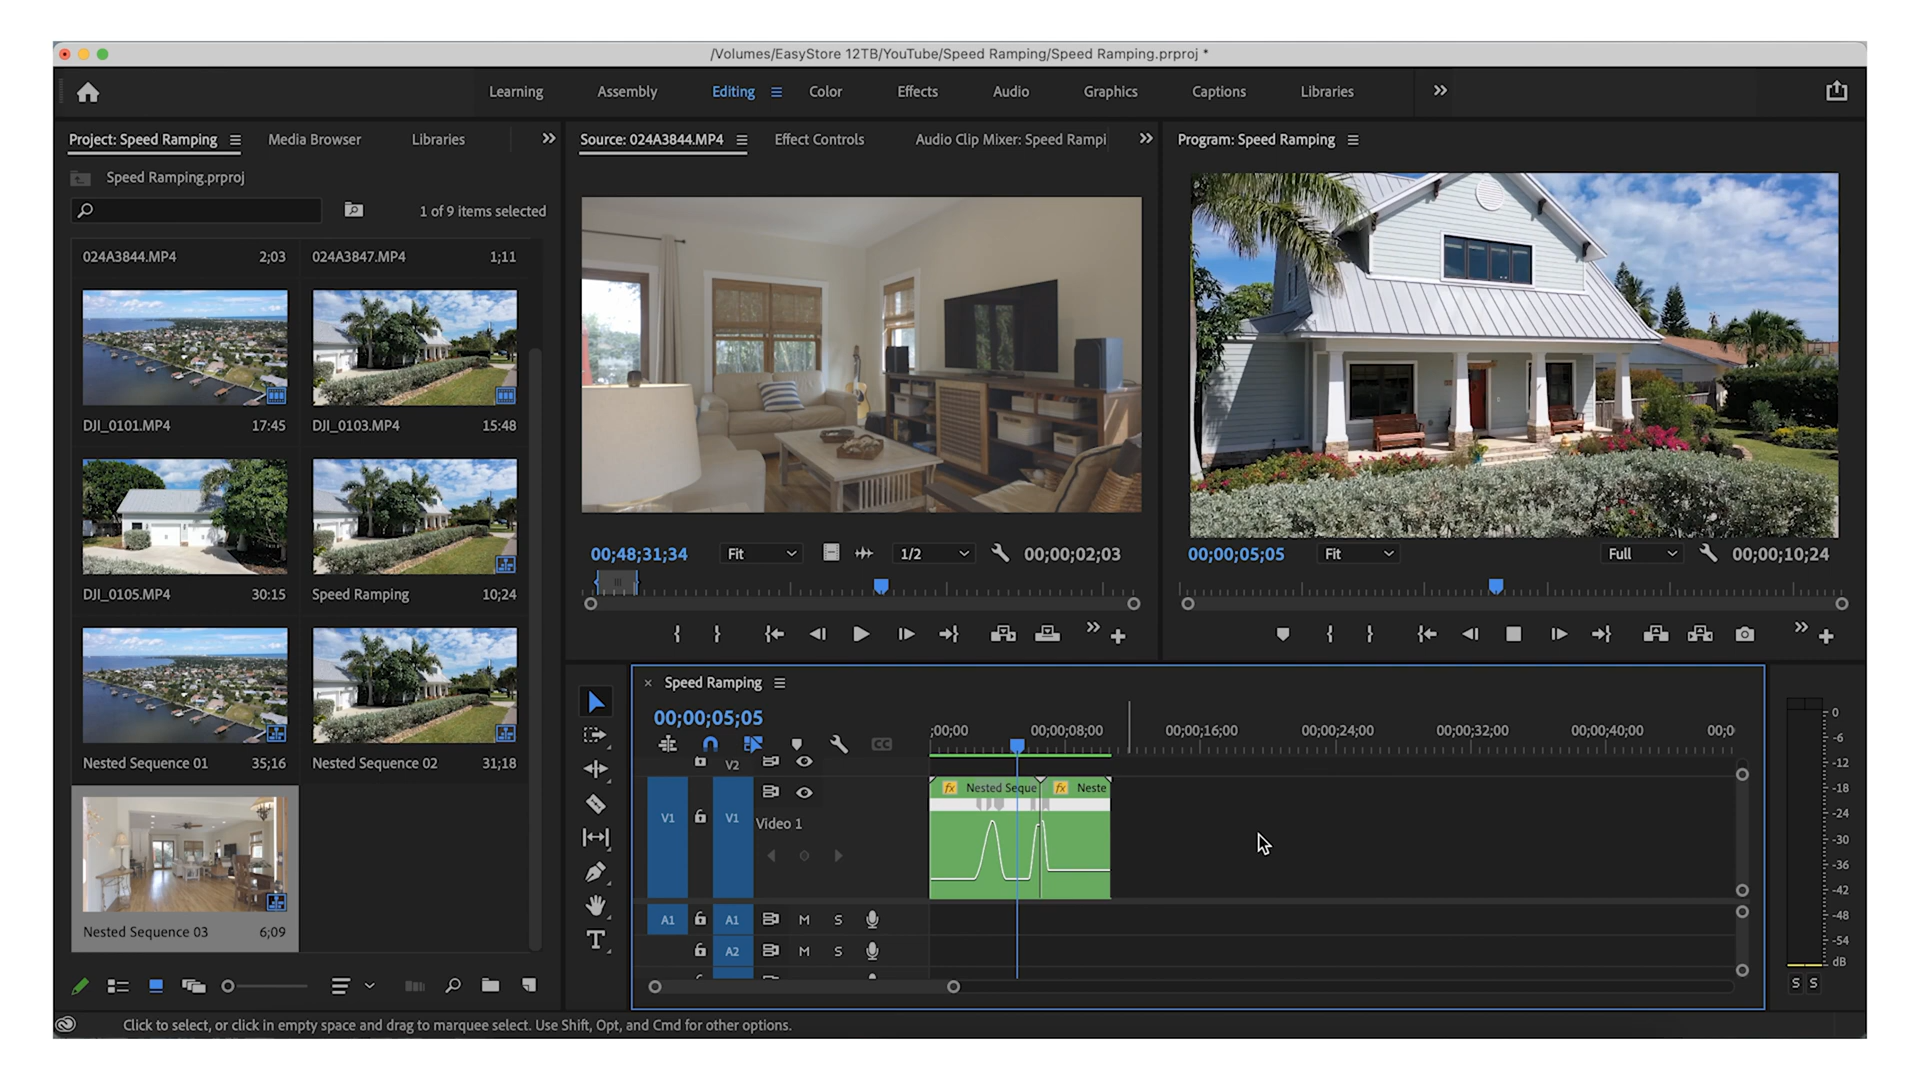 /Volumes/EasyStore 12TB/YouTube/Speed Ramping/Speed Ramping.prproj *
Learning Assembly Editing Color Effects Audio Graphics Captions Libraries
Project: Speed Ramping Media Browser Libraries
Source: 024A3844.MP4 Effect Controls Audio Clip Mixer: Speed Rampi
Program: Speed Ramping
Speed Ramping.prproj
1 of 9 items selected
024A3844.MP4 2;03 024A3847.MP4 1;11
DJI_0101.MP4 17:45 DJI_0103.MP4 15:48
DJI_0105.MP4 30:15 Speed Ramping 10;24
Nested Sequence 01 35;16 Nested Sequence 02 31;18
Nested Sequence 03 6;09
00;48;31;34 Fit 1/2 00;00;02;03
00;00;05;05 Fit Full 00;00;10;24
× Speed Ramping
00;00;05;05
;00;00 00;00;08;00 00;00;16;00 00;00;24;00 00;00;32;00 00;00;40;00 00;0
CC
V2
fx Nested Seque fx Neste
V1 V1 Video 1
A1 A1 M S
A2 M S
T
0
-6
-12
-18
-24
-30
-36
-42
-48
-54
dB
S S
Click to select, or click in empty space and drag to marquee select. Use Shift, Opt, and Cmd for other options.